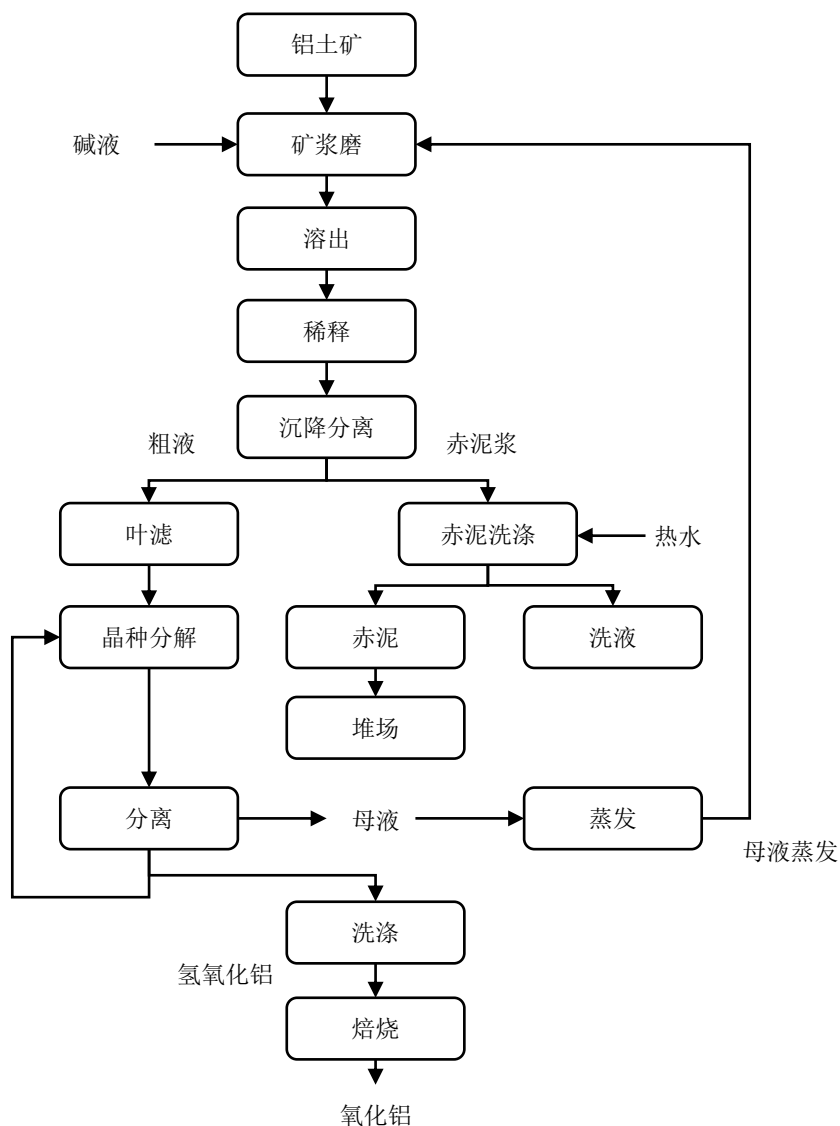 铝土矿
碱液
矿浆磨
溶出
稀释
沉降分离
粗液
赤泥浆
叶滤
赤泥洗涤
热水
晶种分解
赤泥
洗液
堆场
分离
母液
蒸发
母液蒸发
洗涤
氢氧化铝
焙烧
氧化铝